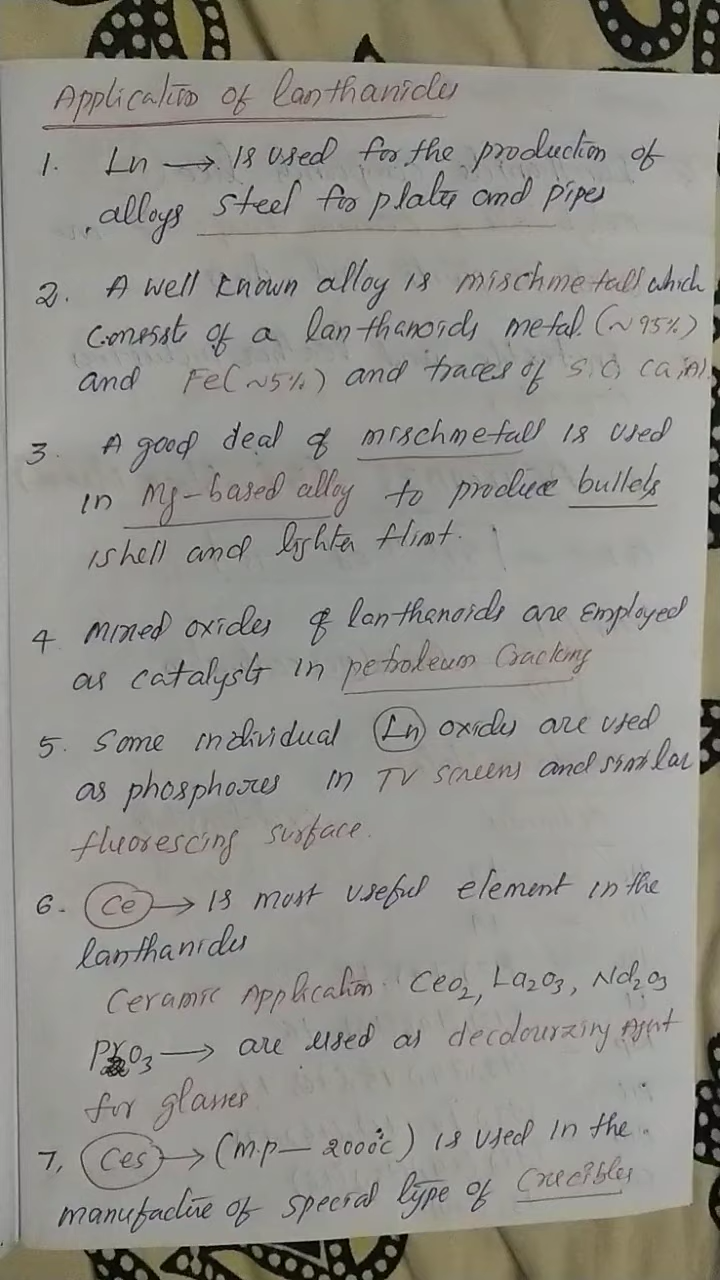 Application of lanthanides
1. Ln → is used for the production of
alloys steel for plates and pipes
2. A well known alloy is mischmetall which
consist of a lanthanoids metal (~95%)
and Fe (~5%) and traces of S, C, Ca, Al
3. A good deal of mischmetall is used
in Mg-based alloy to produce bullets
shell and lighter flint.
4 Mixed oxides of lanthanoids are employed
as catalysts in petroleum cracking
5. Some individual Ln oxides are used
as phosphores in TV screens and similar
fluorescing surface.
6. Ce → is most useful element in the
lanthanides
Ceramic Application CeO2, La2O3, Nd2O3
O3 → are used as decolourzing Agent
for glasses
7. Ces → (m.p – 2000°C) is used in the
manufactue of special type of Crucibles